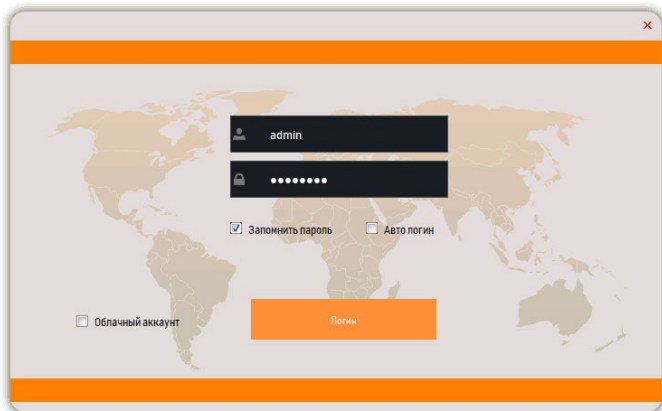 admin
●●●●●●●●
Запомнить пароль Авто логин
Облачный аккаунт Логин